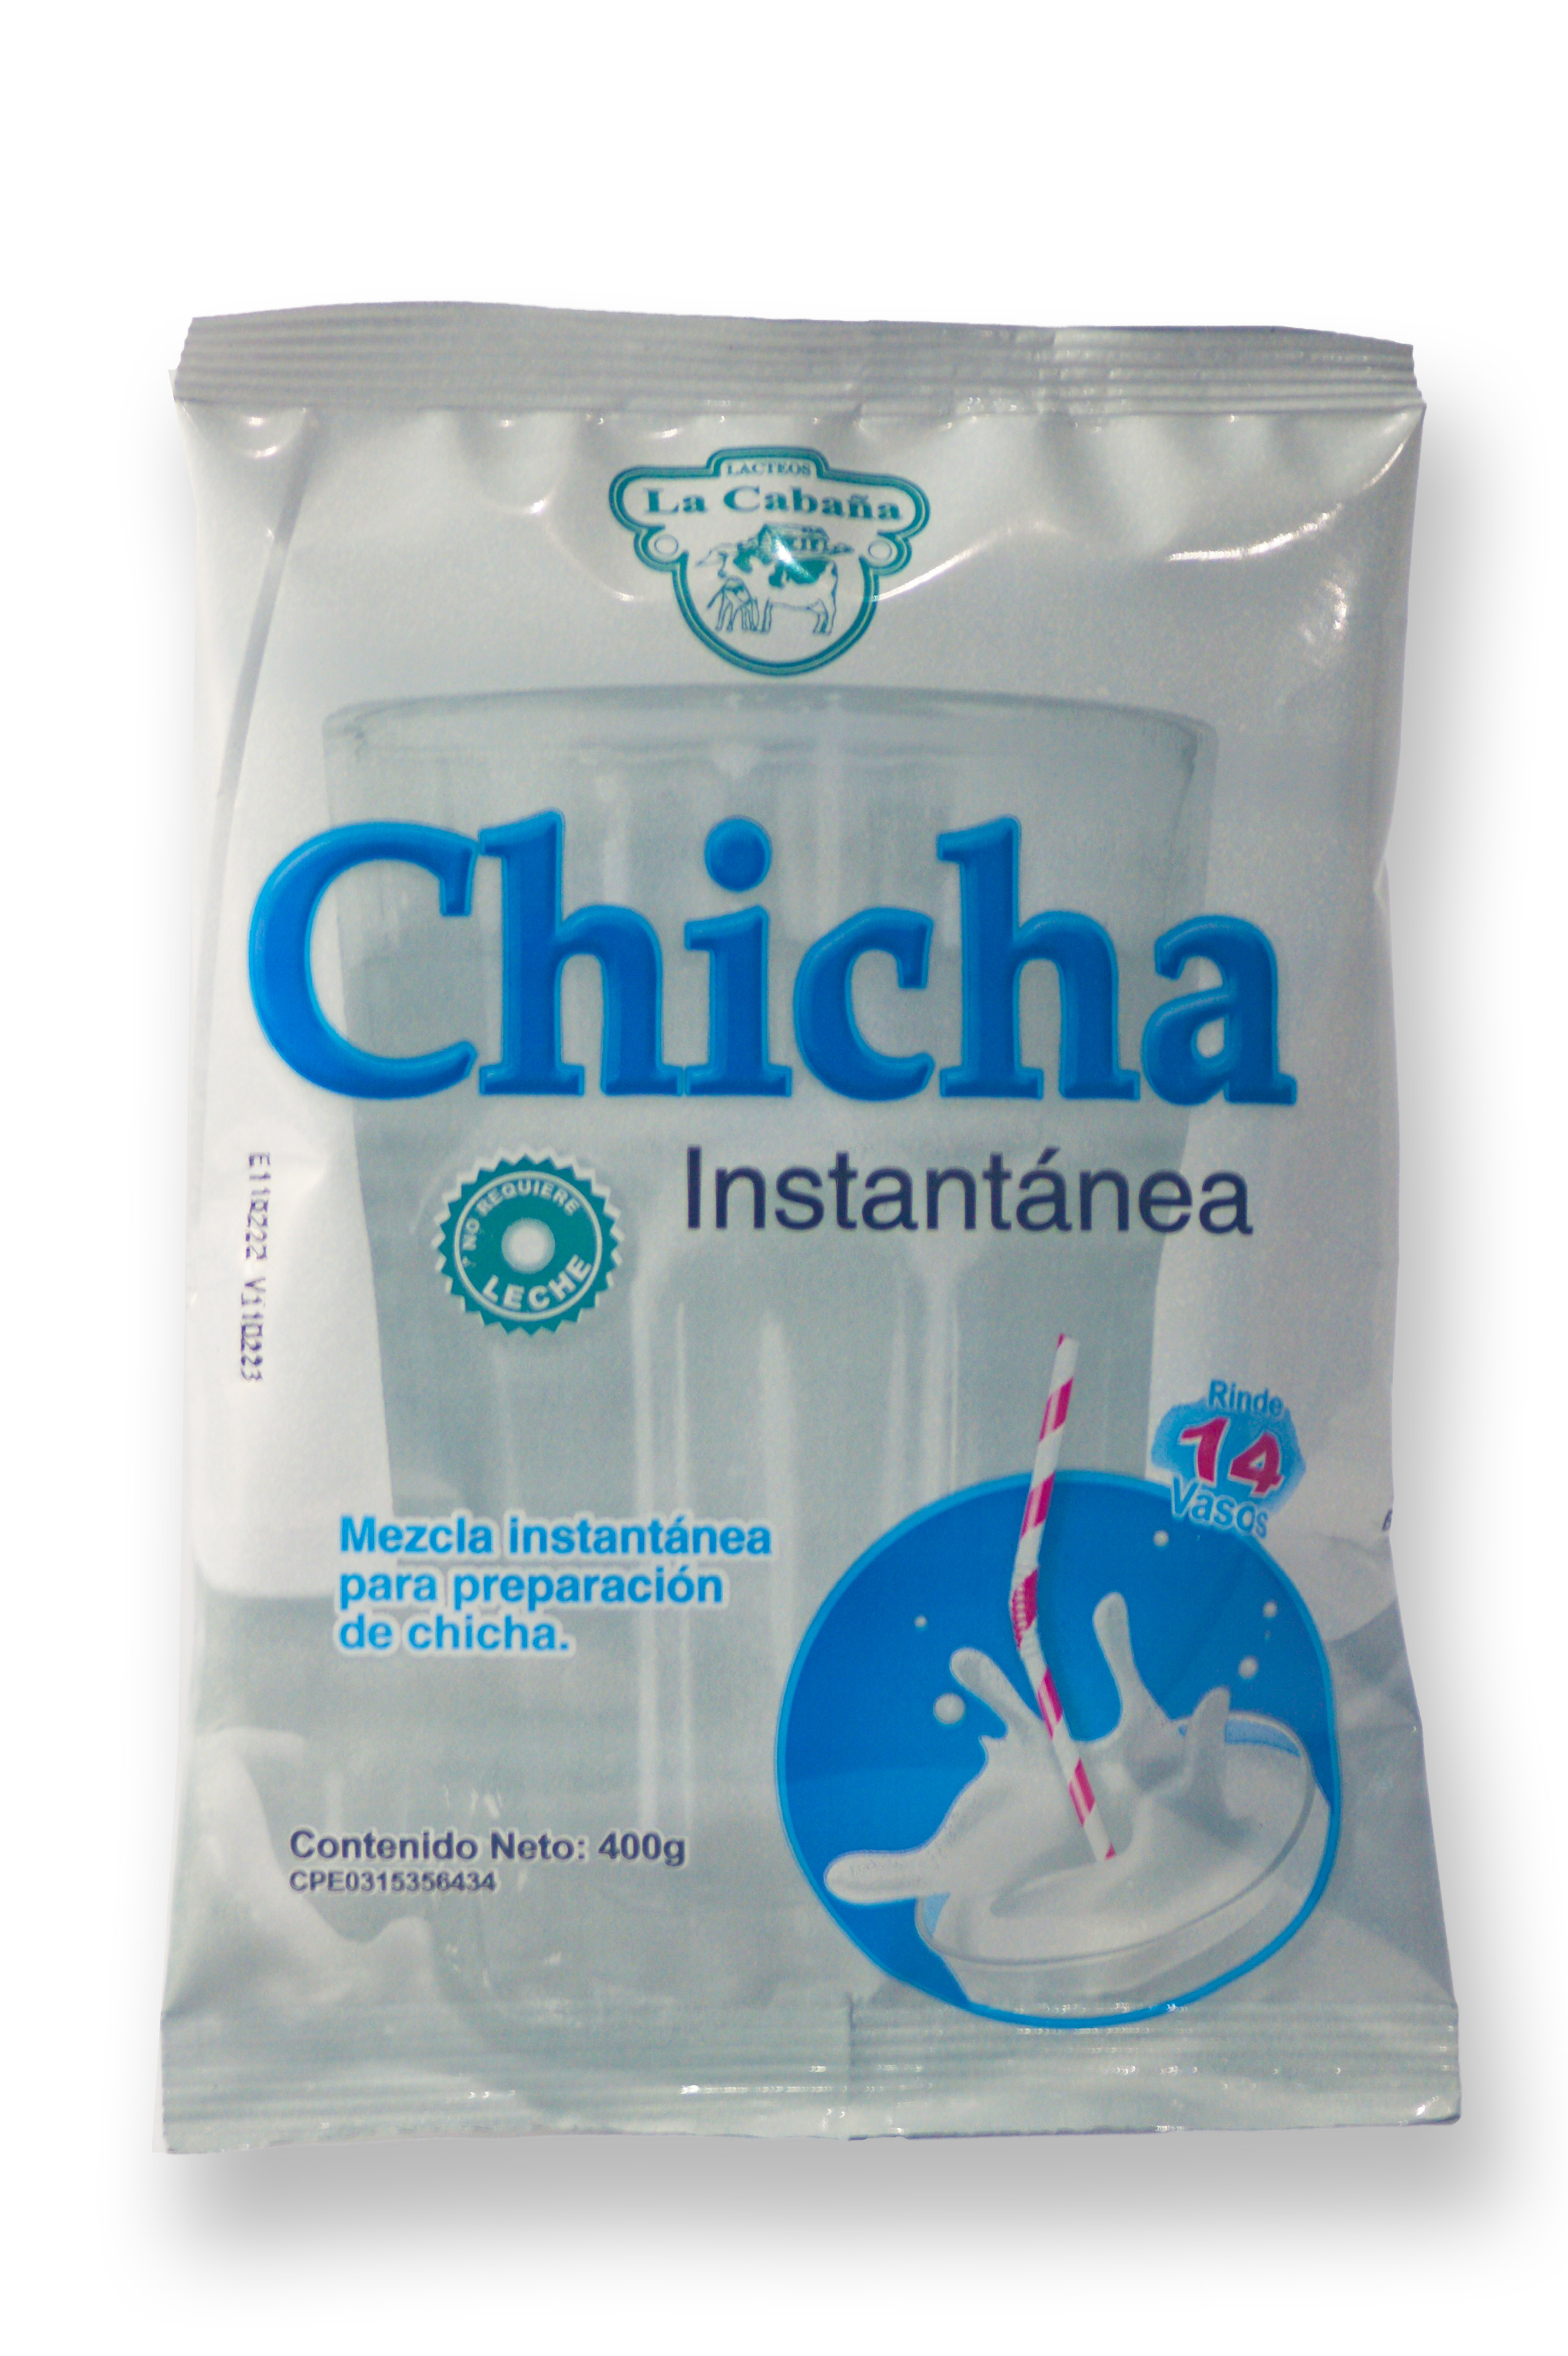 LACTEOS
La Cabaña
Chicha
Instantánea
NO REQUIERE
LECHE
E110222 V110223
Rinde
14
Vasos
Mezcla instantánea
para preparación
de chicha.
Contenido Neto: 400g
CPE0315356434